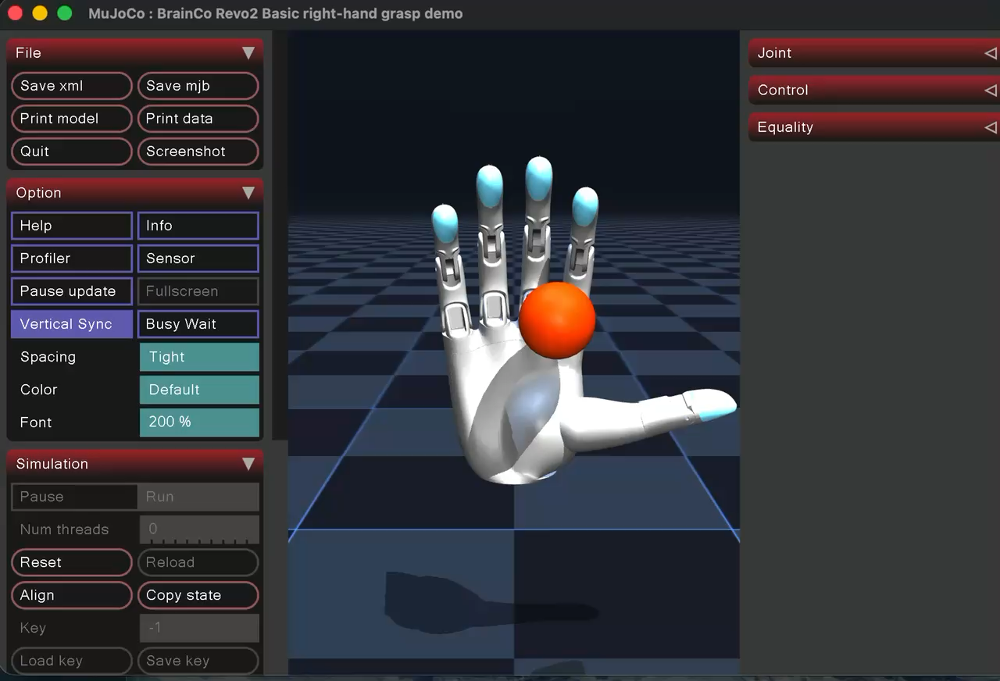 MuJoCo : BrainCo Revo2 Basic right-hand grasp demo
File
Save xml
Save mjb
Print model
Print data
Quit
Screenshot
Option
Help
Info
Profiler
Sensor
Pause update
Fullscreen
Vertical Sync
Busy Wait
Spacing
Tight
Color
Default
Font
200 %
Simulation
Pause
Run
Num threads
0
Reset
Reload
Align
Copy state
Key
-1
Load key
Save key
Joint
Control
Equality